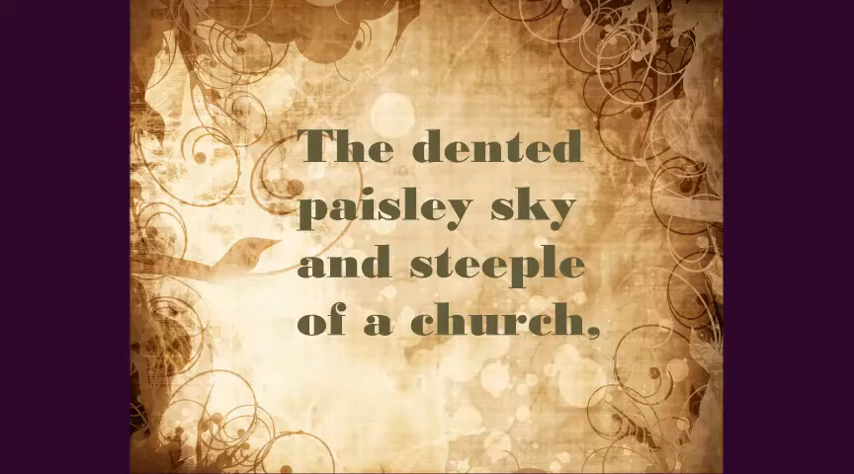 The dented
paisley sky
and steeple
of a church,